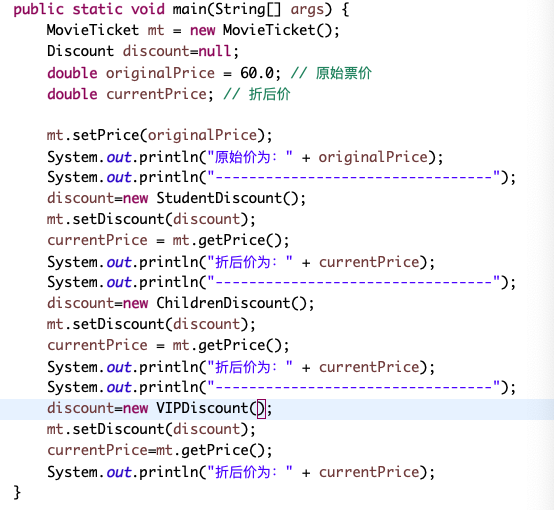 public static void main(String[] args) {
MovieTicket mt = new MovieTicket();
Discount discount=null;
double originalPrice = 60.0; // 原始票价
double currentPrice; // 折后价
mt.setPrice(originalPrice);
System.out.println("原始价为：" + originalPrice);
System.out.println("---------------------------------");
discount=new StudentDiscount();
mt.setDiscount(discount);
currentPrice = mt.getPrice();
System.out.println("折后价为：" + currentPrice);
System.out.println("---------------------------------");
discount=new ChildrenDiscount();
mt.setDiscount(discount);
currentPrice = mt.getPrice();
System.out.println("折后价为：" + currentPrice);
System.out.println("---------------------------------");
discount=new VIPDiscount();
mt.setDiscount(discount);
currentPrice=mt.getPrice();
System.out.println("折后价为：" + currentPrice);
}